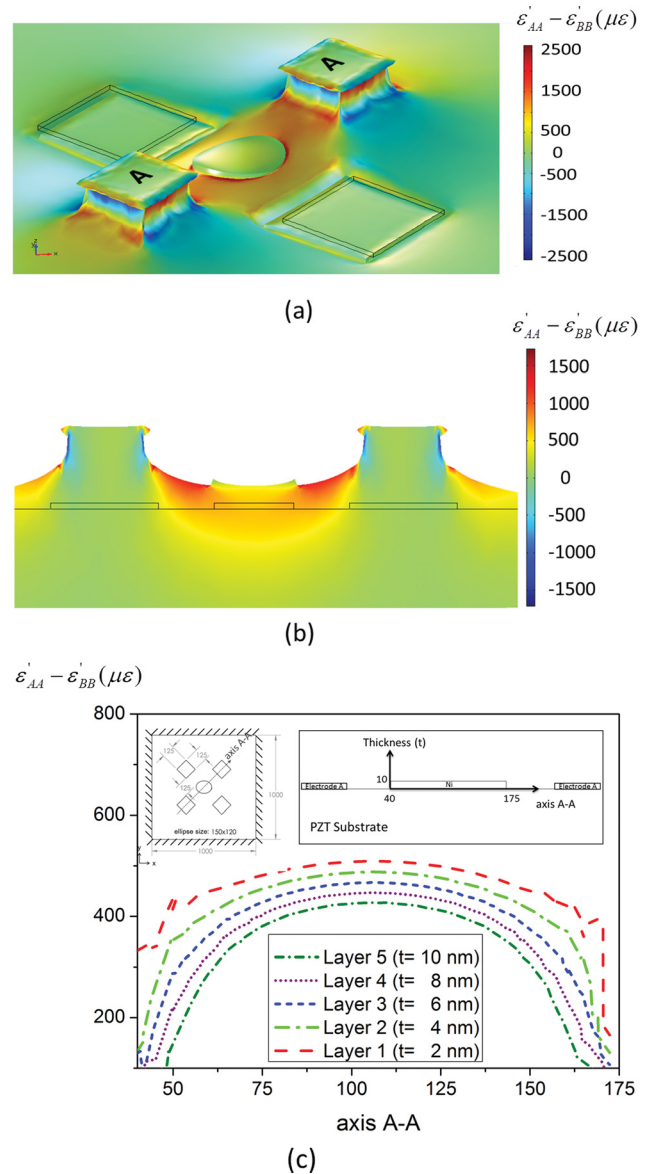 ε'AA − ε'BB(με)
2500
1500
500
0
-500
-1500
-2500
A
A
z
y
x
(a)
ε'AA − ε'BB(με)
1500
1000
500
0
-500
-1000
-1500
(b)
ε'AA − ε'BB(με)
800
600
400
200
125
125
125
axis A-A
1000
ellipse size: 150x120
1000
y
x
Thickness (t)
10
Ni
Electrode A
Electrode A
40
175
axis A-A
PZT Substrate
Layer 5 (t= 10 nm)
Layer 4 (t= 8 nm)
Layer 3 (t= 6 nm)
Layer 2 (t= 4 nm)
Layer 1 (t= 2 nm)
50
75
100
125
150
175
axis A-A
(c)